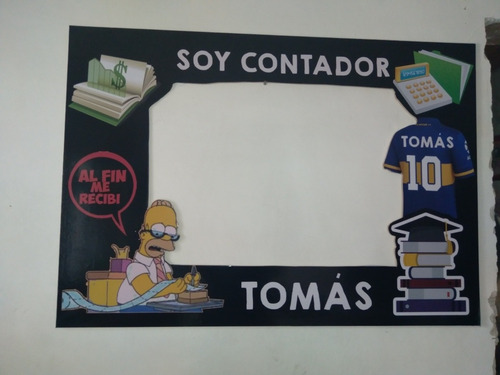 SOY CONTADOR
$
TOMÁS
10
AL FIN
ME
RECIBI
TOMÁS